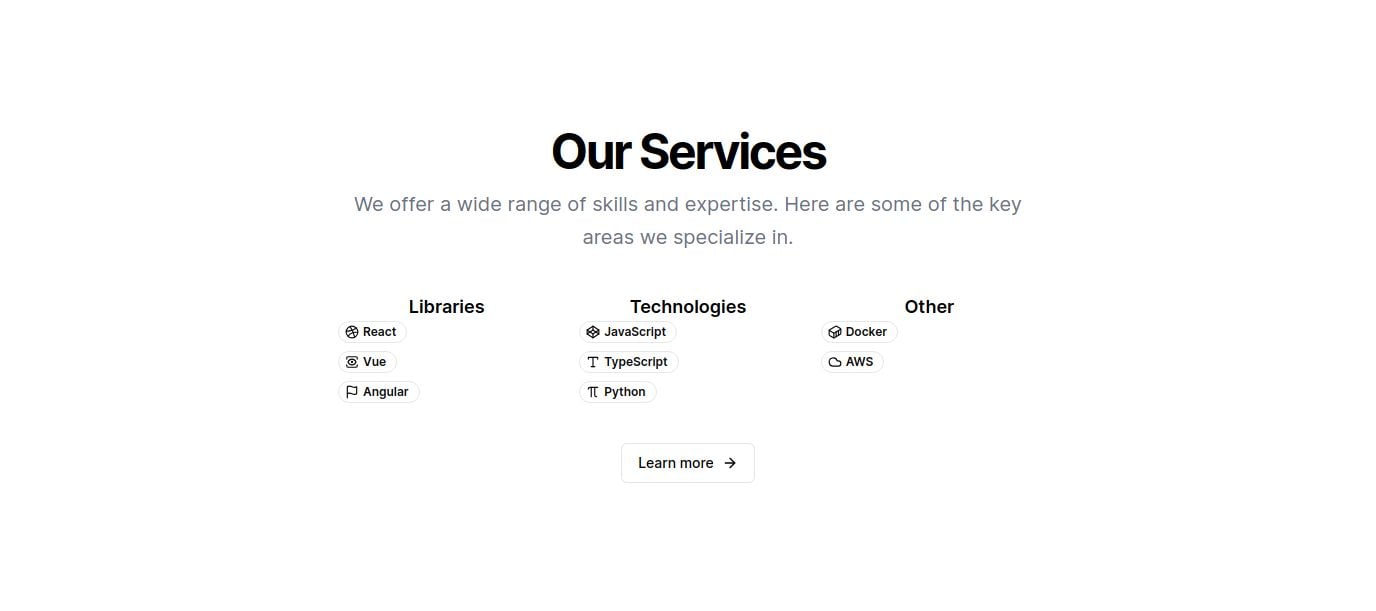 Our Services
We offer a wide range of skills and expertise. Here are some of the key
areas we specialize in.
Libraries
React
Vue
Angular
Technologies
JavaScript
TypeScript
Python
Other
Docker
AWS
Learn more